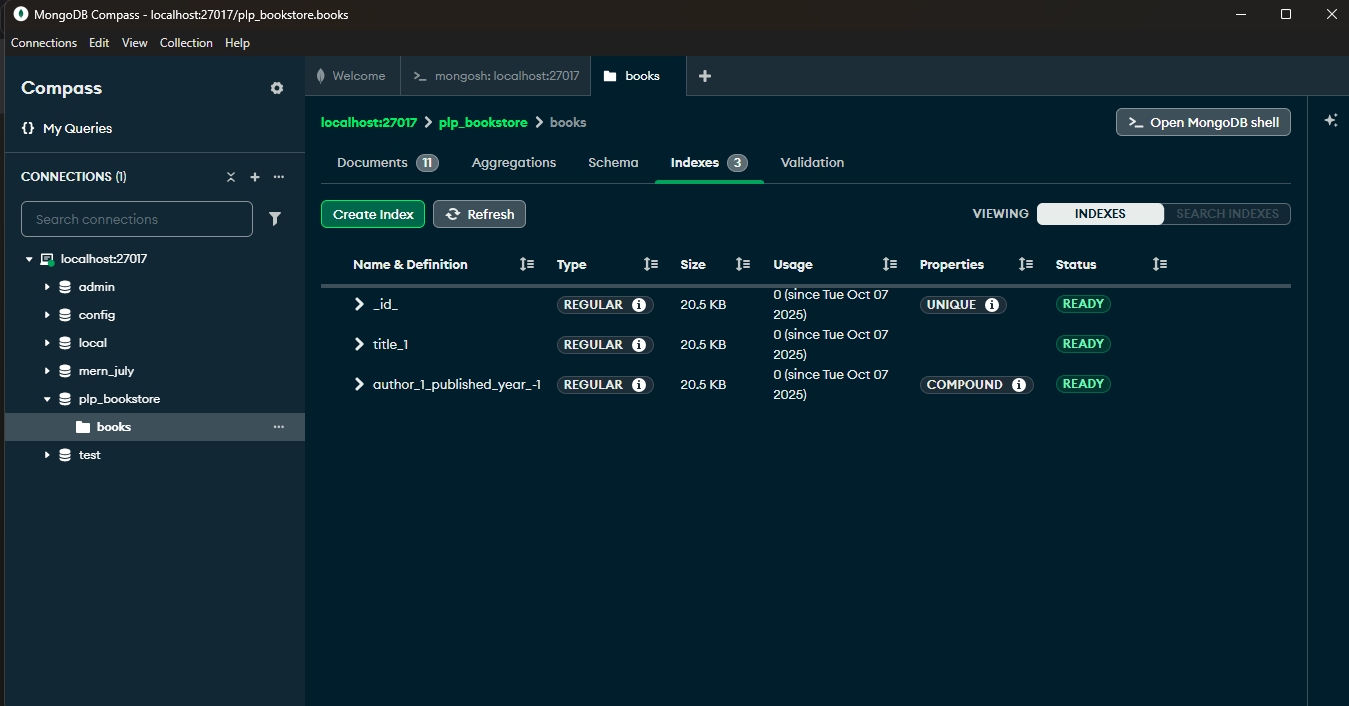 MongoDB Compass - localhost:27017/plp_bookstore.books
Connections Edit View Collection Help
Compass
My Queries
CONNECTIONS (1)
Search connections
localhost:27017
admin
config
local
mern_july
plp_bookstore
books
test
Welcome
mongosh: localhost:27017
books
localhost:27017 > plp_bookstore > books
Open MongoDB shell
Documents 11 Aggregations Schema Indexes 3 Validation
Create Index Refresh
VIEWING INDEXES SEARCH INDEXES
Name & Definition Type Size Usage Properties Status
_id_ REGULAR 20.5 KB 0 (since Tue Oct 07 2025) UNIQUE READY
title_1 REGULAR 20.5 KB 0 (since Tue Oct 07 2025) READY
author_1_published_year_-1 REGULAR 20.5 KB 0 (since Tue Oct 07 2025) COMPOUND READY